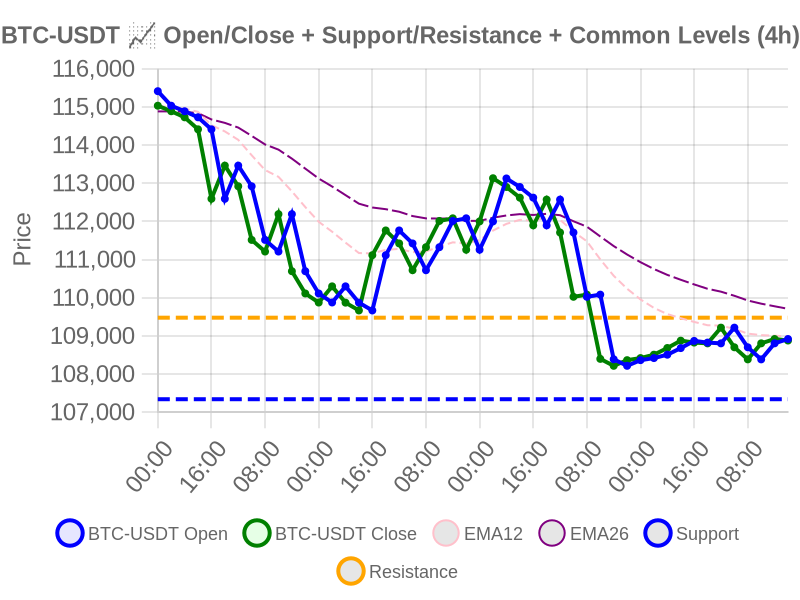 BTC-USDT 📈 Open/Close + Support/Resistance + Common Levels (4h)
116,000
115,000
114,000
113,000
112,000
111,000
110,000
109,000
108,000
107,000
Price
00:00
16:00
08:00
00:00
16:00
08:00
00:00
16:00
08:00
00:00
16:00
08:00
BTC-USDT Open
BTC-USDT Close
EMA12
EMA26
Support
Resistance